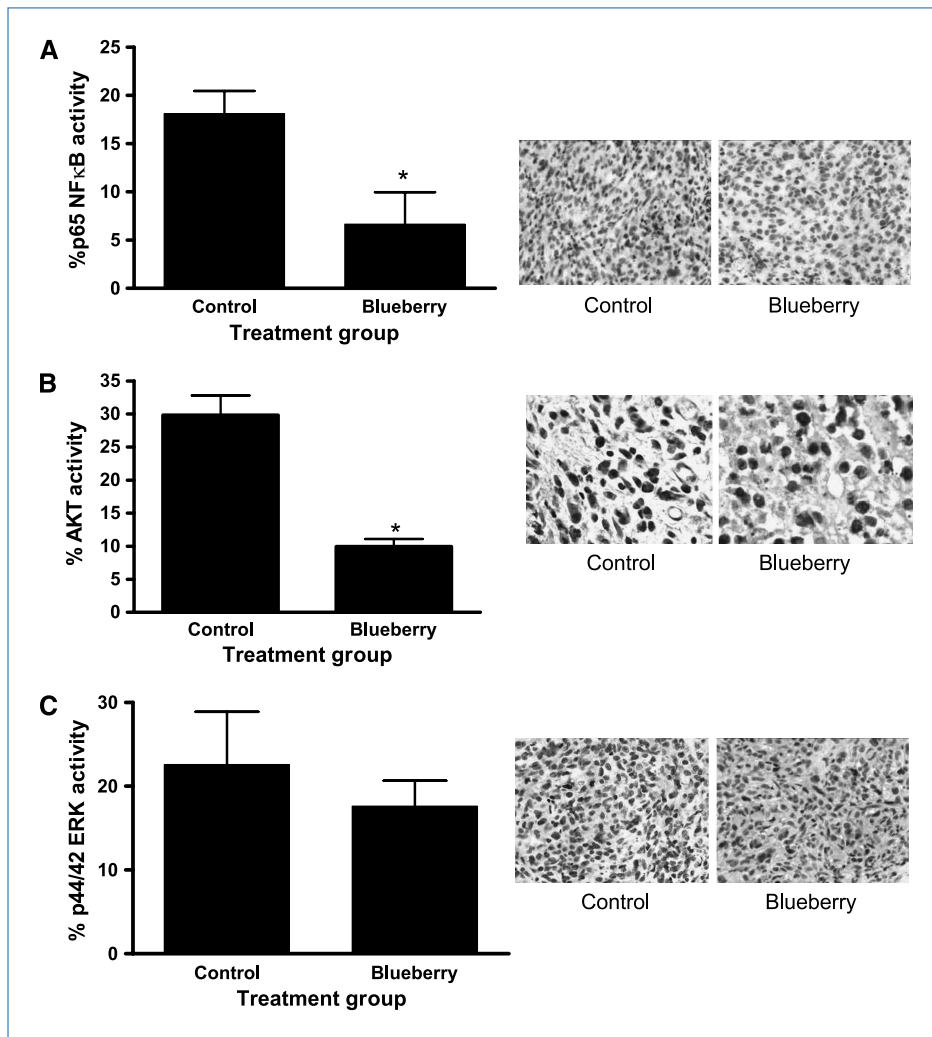 A
%p65 NFκB activity
25
20
15
10
5
0
*
Control
Blueberry
Treatment group
Control
Blueberry
B
% AKT activity
35
30
25
20
15
10
5
0
*
Control
Blueberry
Treatment group
Control
Blueberry
C
% p44/42 ERK activity
30
20
10
0
Control
Blueberry
Treatment group
Control
Blueberry